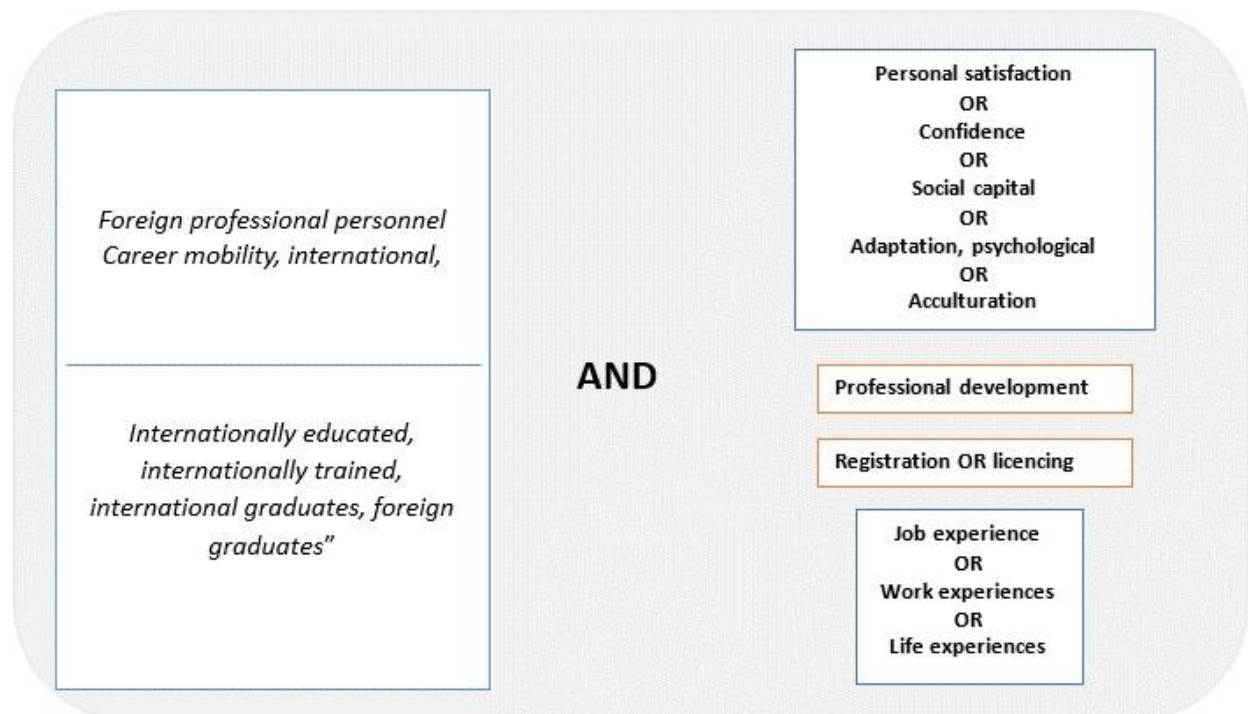 Foreign professional personnel
Career mobility, international,
Internationally educated,
internationally trained,
international graduates, foreign
graduates”
AND
Personal satisfaction
OR
Confidence
OR
Social capital
OR
Adaptation, psychological
OR
Acculturation
Professional development
Registration OR licencing
Job experience
OR
Work experiences
OR
Life experiences